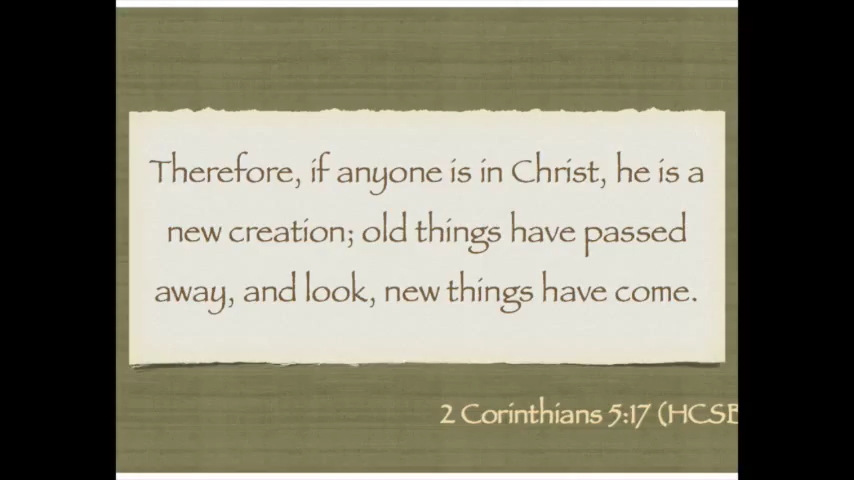 Therefore, if anyone is in Christ, he is a
new creation; old things have passed
away, and look, new things have come.
2 Corinthians 5:17 (HCSB